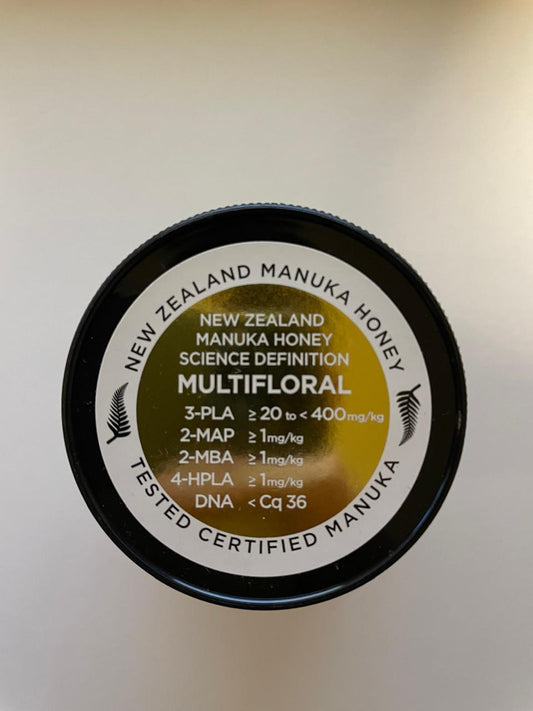 NEW ZEALAND MANUKA HONEY
NEW ZEALAND
MANUKA HONEY
SCIENCE DEFINITION
MULTIFLORAL
3-PLA ≥ 20 to < 400mg/kg
2-MAP ≥ 1mg/kg
2-MBA ≥ 1mg/kg
4-HPLA ≥ 1mg/kg
DNA < Cq 36
TESTED CERTIFIED MANUKA